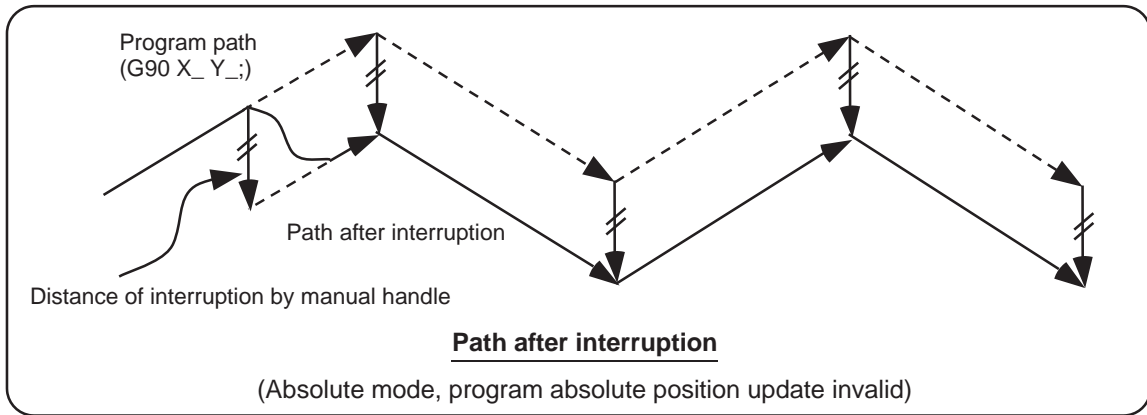 Program path
(G90 X_ Y_;)
Path after interruption
Distance of interruption by manual handle
Path after interruption
(Absolute mode, program absolute position update invalid)